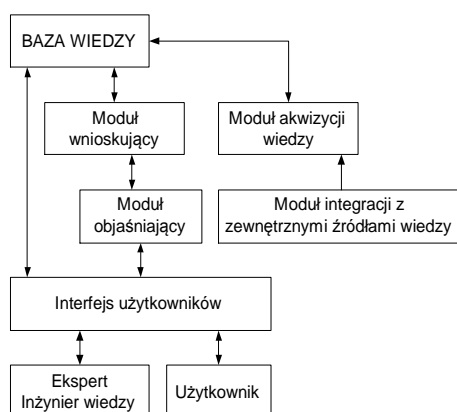 BAZA WIEDZY
Moduł
wnioskujący
Moduł akwizycji
wiedzy
Moduł
objaśniający
Moduł integracji z
zewnętrznymi źródłami wiedzy
Interfejs użytkowników
Ekspert
Inżynier wiedzy
Użytkownik